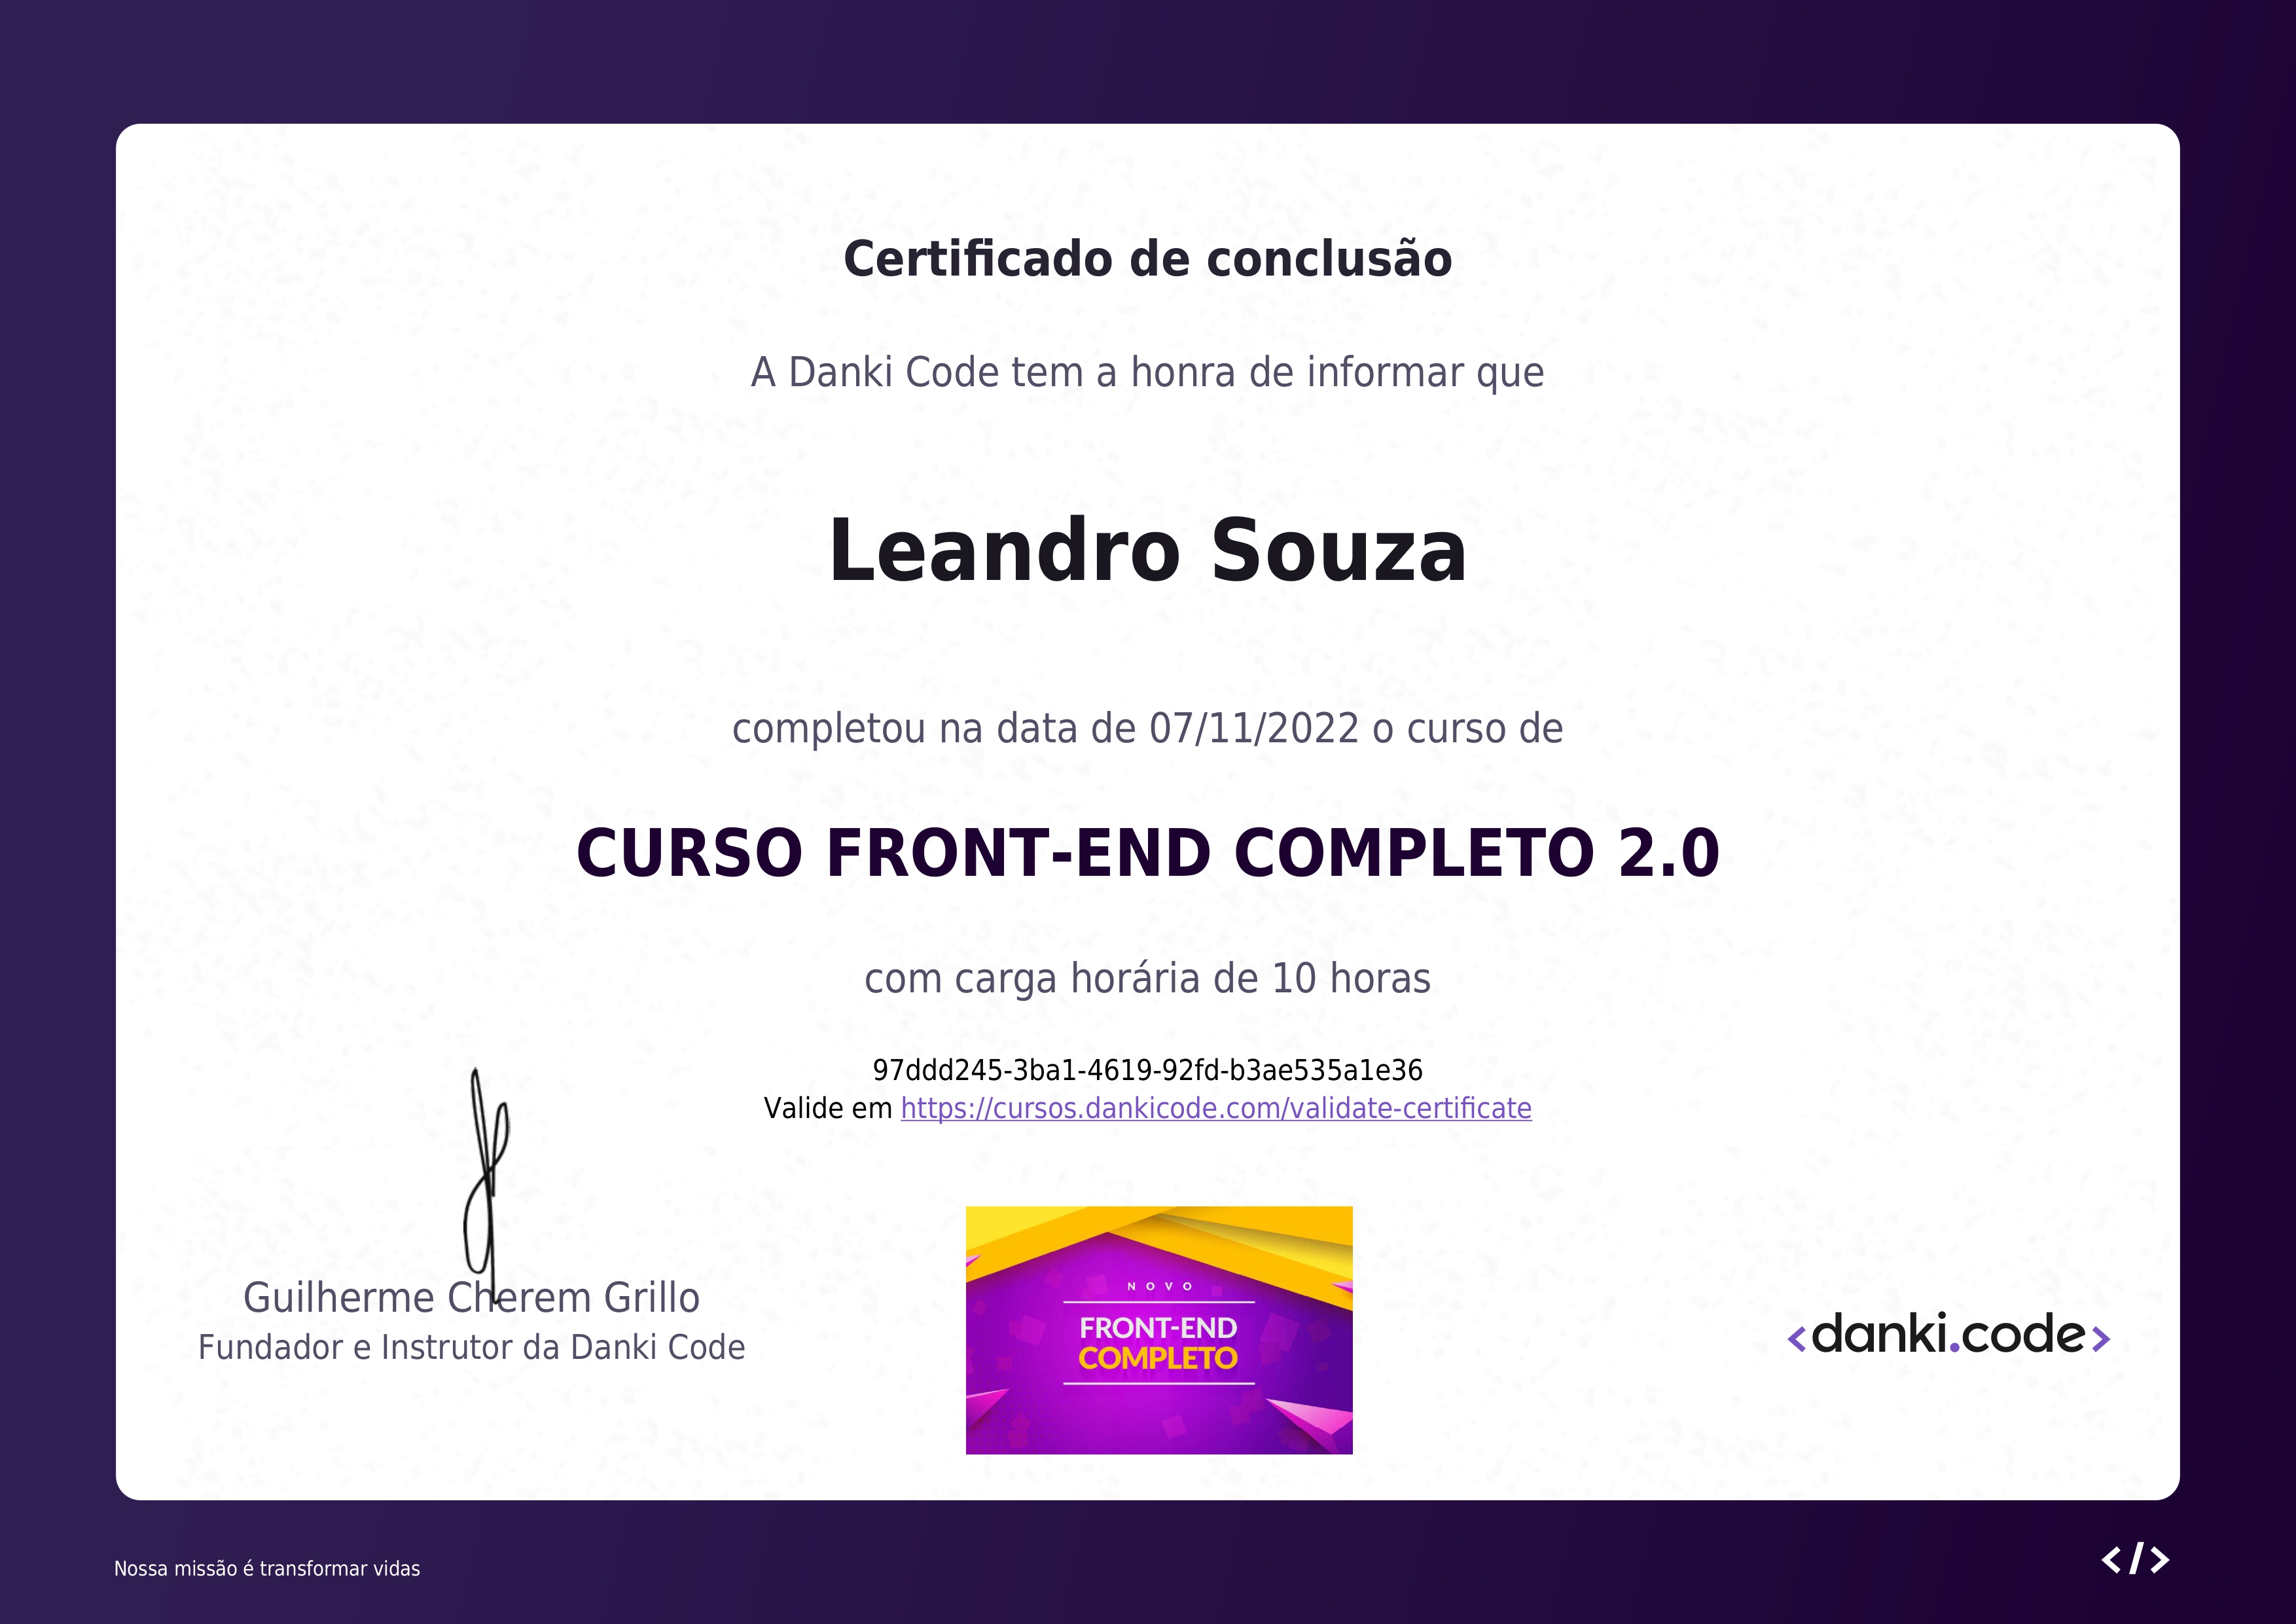 Certificado de conclusão
A Danki Code tem a honra de informar que
Leandro Souza
completou na data de 07/11/2022 o curso de
CURSO FRONT-END COMPLETO 2.0
com carga horária de 10 horas
97ddd245-3ba1-4619-92fd-b3ae535a1e36
Valide em https://cursos.dankicode.com/validate-certificate
Guilherme Cherem Grillo
Fundador e Instrutor da Danki Code
NOVO
FRONT-END
COMPLETO
<danki.code>
Nossa missão é transformar vidas
</>